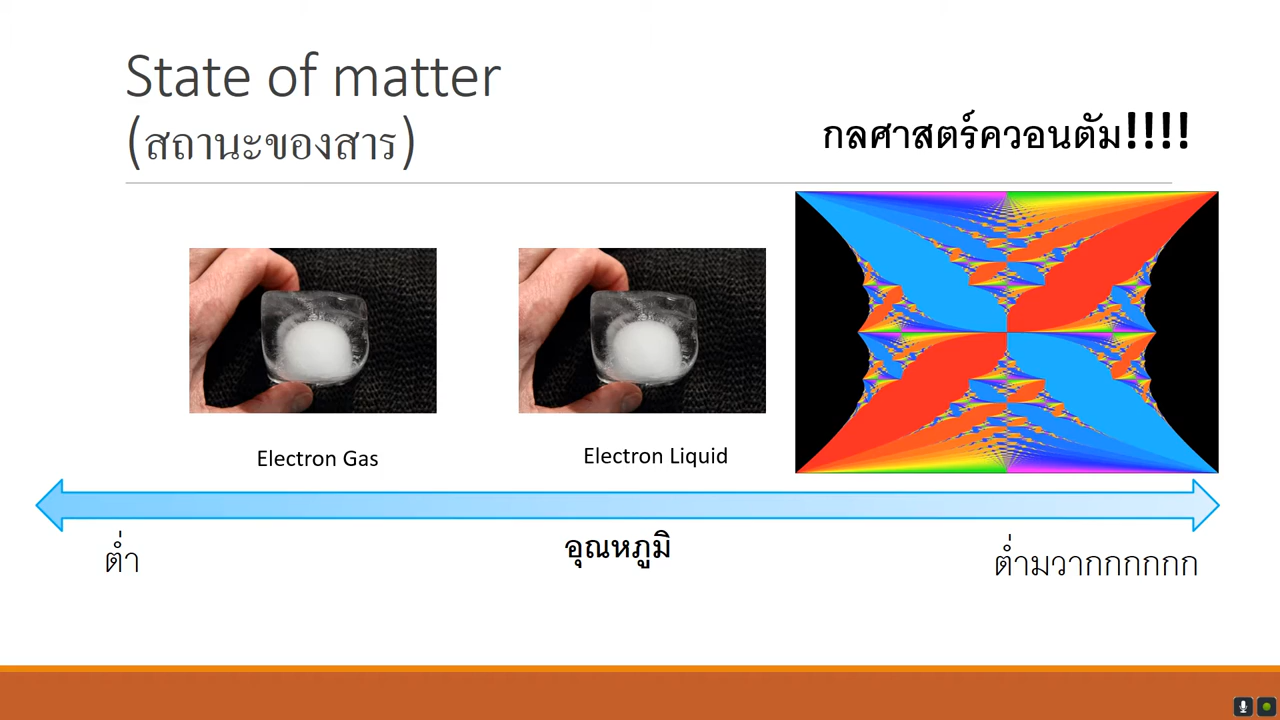 State of matter
(สถานะของสาร)
กลศาสตร์ควอนตัม!!!!
Electron Gas
Electron Liquid
ต่ำ
อุณหภูมิ
ต่ำมวากกกกกก